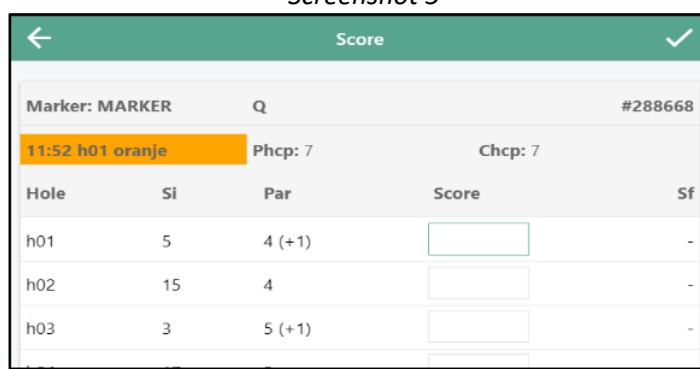 Screenshot 3
Score
Marker: MARKER Q #288668
11:52 h01 oranje Phcp: 7 Chcp: 7
Hole Si Par Score Sf
h01 5 4 (+1) -
h02 15 4 -
h03 3 5 (+1) -